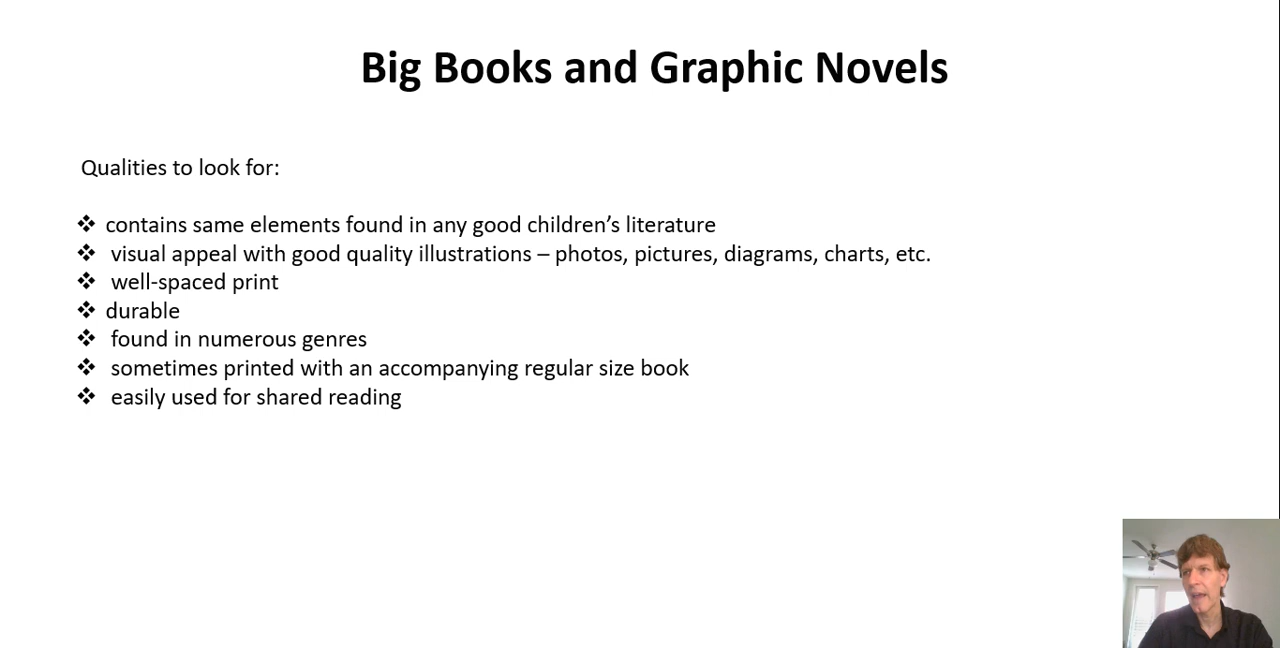 Big Books and Graphic Novels
Qualities to look for:
❖ contains same elements found in any good children’s literature
❖ visual appeal with good quality illustrations – photos, pictures, diagrams, charts, etc.
❖ well-spaced print
❖ durable
❖ found in numerous genres
❖ sometimes printed with an accompanying regular size book
❖ easily used for shared reading